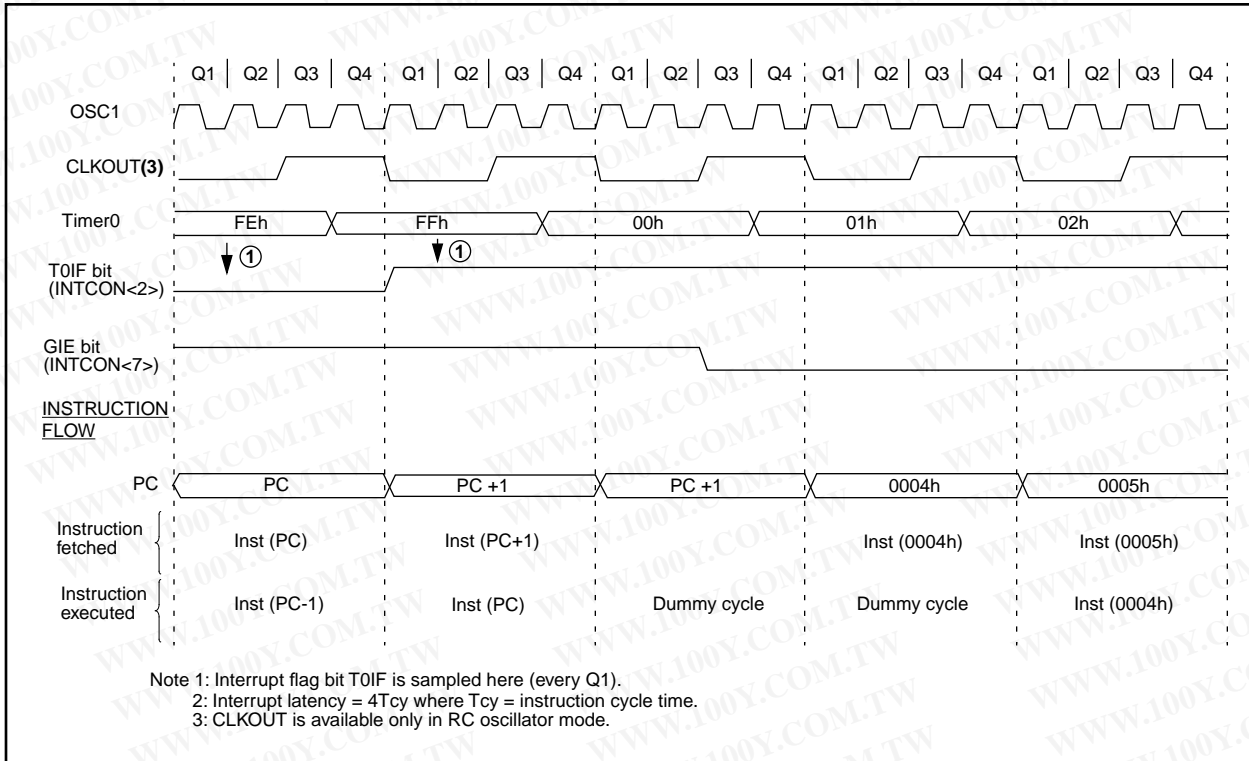 Q1 Q2 Q3 Q4 Q1 Q2 Q3 Q4 Q1 Q2 Q3 Q4 Q1 Q2 Q3 Q4 Q1 Q2 Q3 Q4
OSC1
CLKOUT(3)
Timer0 FEh FFh 00h 01h 02h
① ①
T0IF bit
(INTCON<2>)
GIE bit
(INTCON<7>)
INSTRUCTION
FLOW
PC PC PC +1 PC +1 0004h 0005h
Instruction
fetched
Inst (PC) Inst (PC+1) Inst (0004h) Inst (0005h)
Instruction
executed
Inst (PC-1) Inst (PC) Dummy cycle Dummy cycle Inst (0004h)
Note 1: Interrupt flag bit T0IF is sampled here (every Q1).
2: Interrupt latency = 4Tcy where Tcy = instruction cycle time.
3: CLKOUT is available only in RC oscillator mode.
WWW.100Y.COM.TW